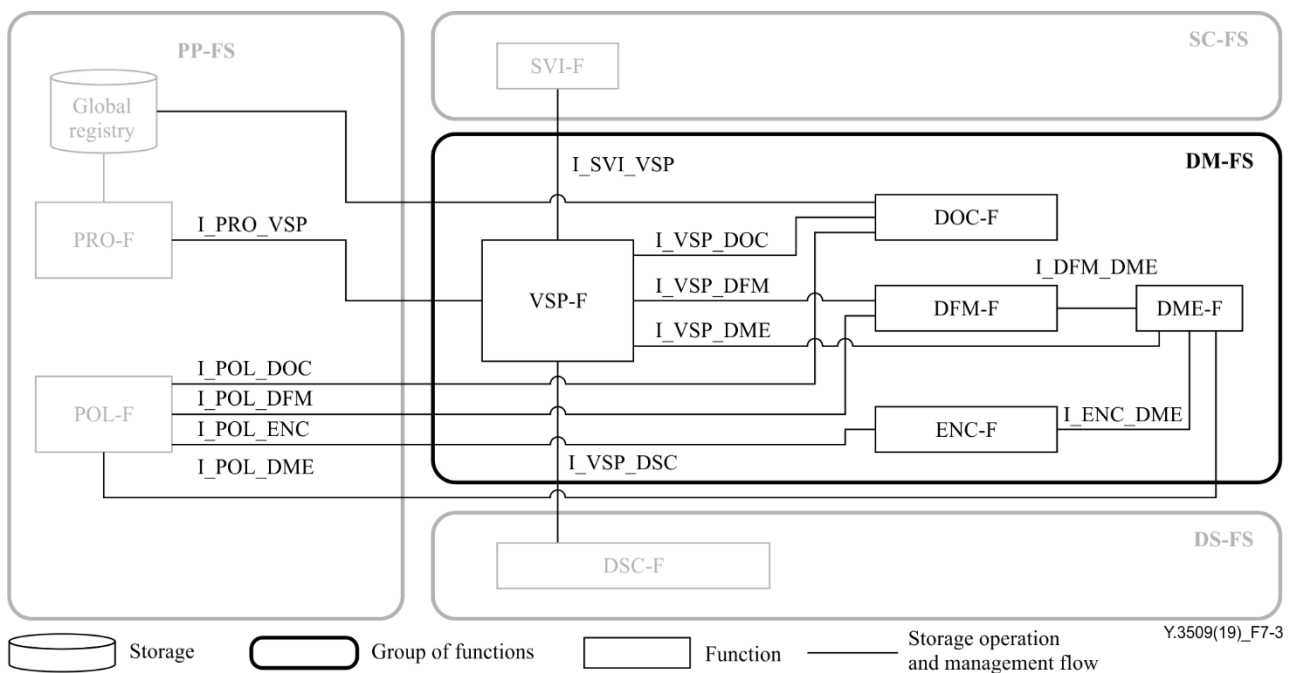 PP-FS
SC-FS
SVI-F
Global
registry
I_SVI_VSP
DM-FS
PRO-F
I_PRO_VSP
DOC-F
I_VSP_DOC
I_DFM_DME
VSP-F
I_VSP_DFM
DFM-F
DME-F
I_VSP_DME
I_POL_DOC
POL-F
I_POL_DFM
I_POL_ENC
ENC-F
I_ENC_DME
I_POL_DME
I_VSP_DSC
DS-FS
DSC-F
Y.3509(19)_F7-3
Storage
Group of functions
Function
Storage operation
and management flow